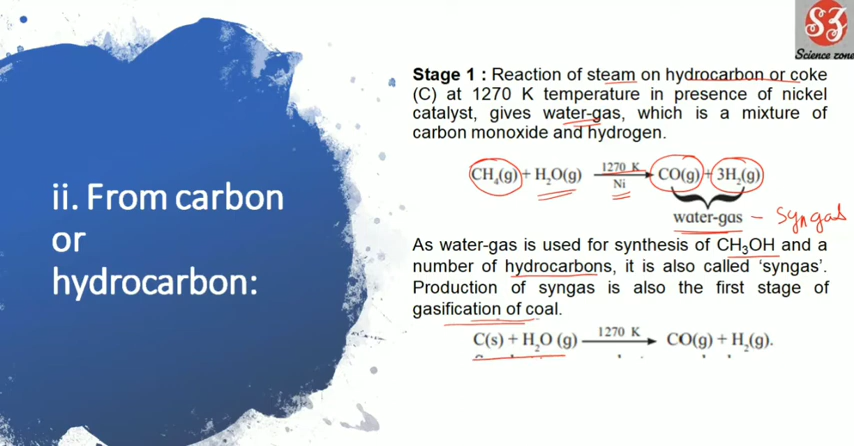 SZ
Science zone
ii. From carbon
or
hydrocarbon:
Stage 1 : Reaction of steam on hydrocarbon or coke
(C) at 1270 K temperature in presence of nickel
catalyst, gives water-gas, which is a mixture of
carbon monoxide and hydrogen.
CH₄(g) + H₂O(g) —1270 K / Ni→ CO(g) + 3H₂(g)
water-gas – syngas
As water-gas is used for synthesis of CH₃OH and a
number of hydrocarbons, it is also called ‘syngas’.
Production of syngas is also the first stage of
gasification of coal.
C(s) + H₂O (g) —1270 K→ CO(g) + H₂(g).